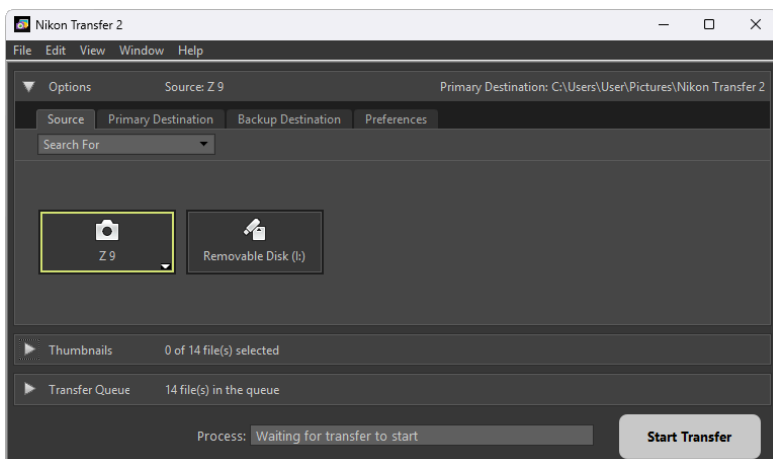 Nikon Transfer 2
File Edit View Window Help
Options Source: Z 9 Primary Destination: C:\Users\User\Pictures\Nikon Transfer 2
Source Primary Destination Backup Destination Preferences
Search For
Z 9 Removable Disk (I:)
Thumbnails 0 of 14 file(s) selected
Transfer Queue 14 file(s) in the queue
Process: Waiting for transfer to start Start Transfer